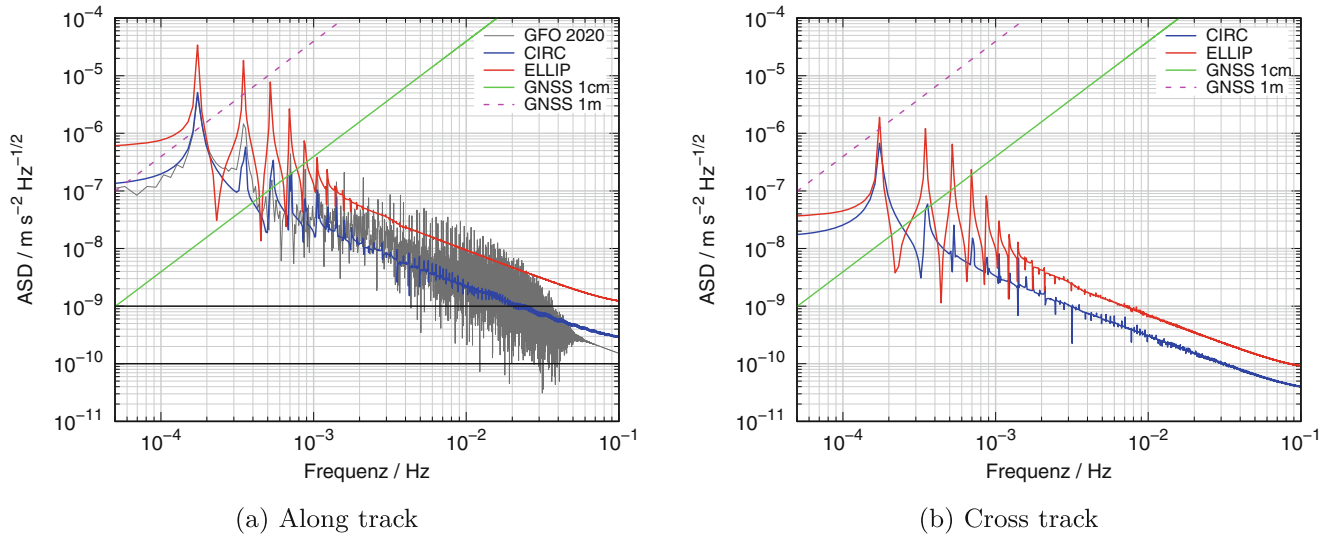 10⁻⁴
10⁻⁵
10⁻⁶
10⁻⁷
10⁻⁸
10⁻⁹
10⁻¹⁰
10⁻¹¹
ASD / m s⁻² Hz⁻¹/²
GFO 2020
CIRC
ELLIP
GNSS 1cm
GNSS 1m
10⁻⁴ 10⁻³ 10⁻² 10⁻¹
Frequenz / Hz
(a) Along track
10⁻⁴
10⁻⁵
10⁻⁶
10⁻⁷
10⁻⁸
10⁻⁹
10⁻¹⁰
10⁻¹¹
ASD / m s⁻² Hz⁻¹/²
CIRC
ELLIP
GNSS 1cm
GNSS 1m
10⁻⁴ 10⁻³ 10⁻² 10⁻¹
Frequenz / Hz
(b) Cross track